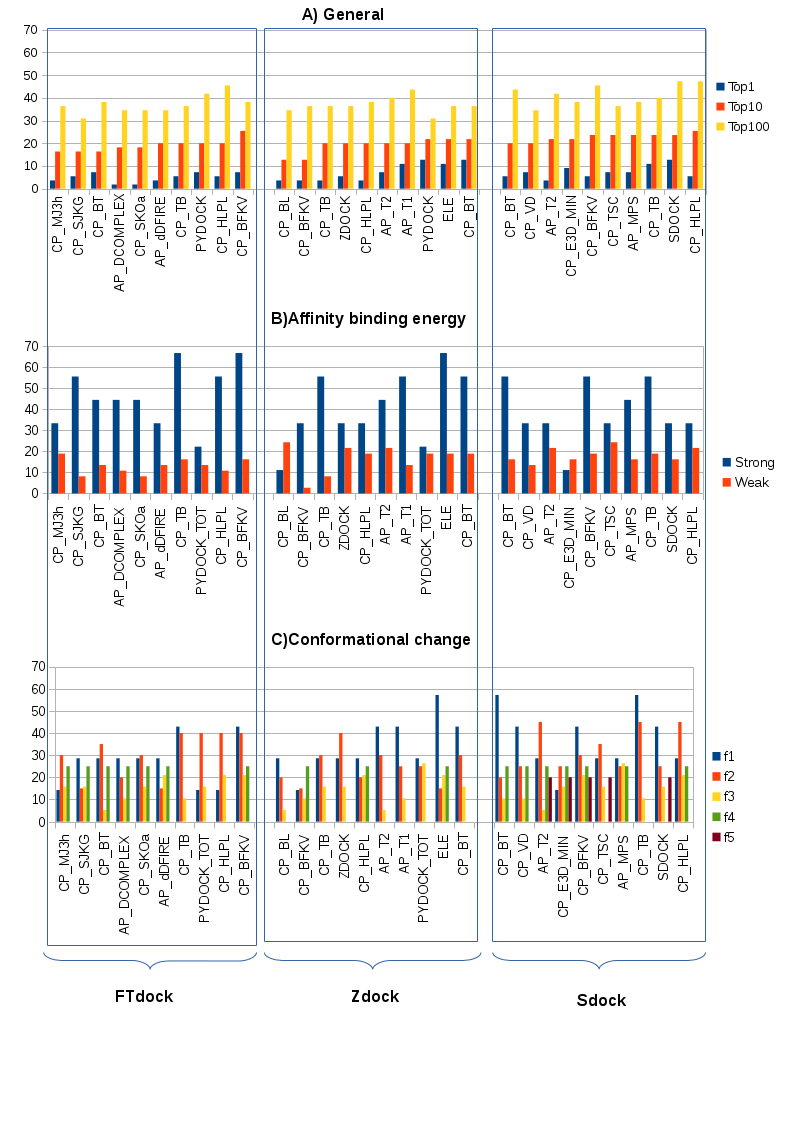 A) General
70
60
50
40
30
20
10
0
Top1
Top10
Top100
CP_MJ3h
CP_SJKG
CP_BT
AP_DCOMPLEX
CP_SKOa
AP_dDFIRE
CP_TB
PYDOCK
CP_HLPL
CP_BFKV
CP_BL
CP_BFKV
CP_TB
ZDOCK
CP_HLPL
AP_T2
AP_T1
PYDOCK
ELE
CP_BT
CP_BT
CP_VD
AP_T2
CP_E3D_MIN
CP_BFKV
CP_TSC
AP_MPS
CP_TB
SDOCK
CP_HLPL
B)Affinity binding energy
70
60
50
40
30
20
10
0
Strong
Weak
CP_MJ3h
CP_SJKG
CP_BT
AP_DCOMPLEX
CP_SKOa
AP_dDFIRE
CP_TB
PYDOCK_TOT
CP_HLPL
CP_BFKV
CP_BL
CP_BFKV
CP_TB
ZDOCK
CP_HLPL
AP_T2
AP_T1
PYDOCK_TOT
ELE
CP_BT
CP_BT
CP_VD
AP_T2
CP_E3D_MIN
CP_BFKV
CP_TSC
AP_MPS
CP_TB
SDOCK
CP_HLPL
C)Conformational change
70
60
50
40
30
20
10
0
f1
f2
f3
f4
f5
CP_MJ3h
CP_SJKG
CP_BT
AP_DCOMPLEX
CP_SKOa
AP_dDFIRE
CP_TB
PYDOCK_TOT
CP_HLPL
CP_BFKV
CP_BL
CP_BFKV
CP_TB
ZDOCK
CP_HLPL
AP_T2
AP_T1
PYDOCK_TOT
ELE
CP_BT
CP_BT
CP_VD
AP_T2
CP_E3D_MIN
CP_BFKV
CP_TSC
AP_MPS
CP_TB
SDOCK
CP_HLPL
FTdock
Zdock
Sdock